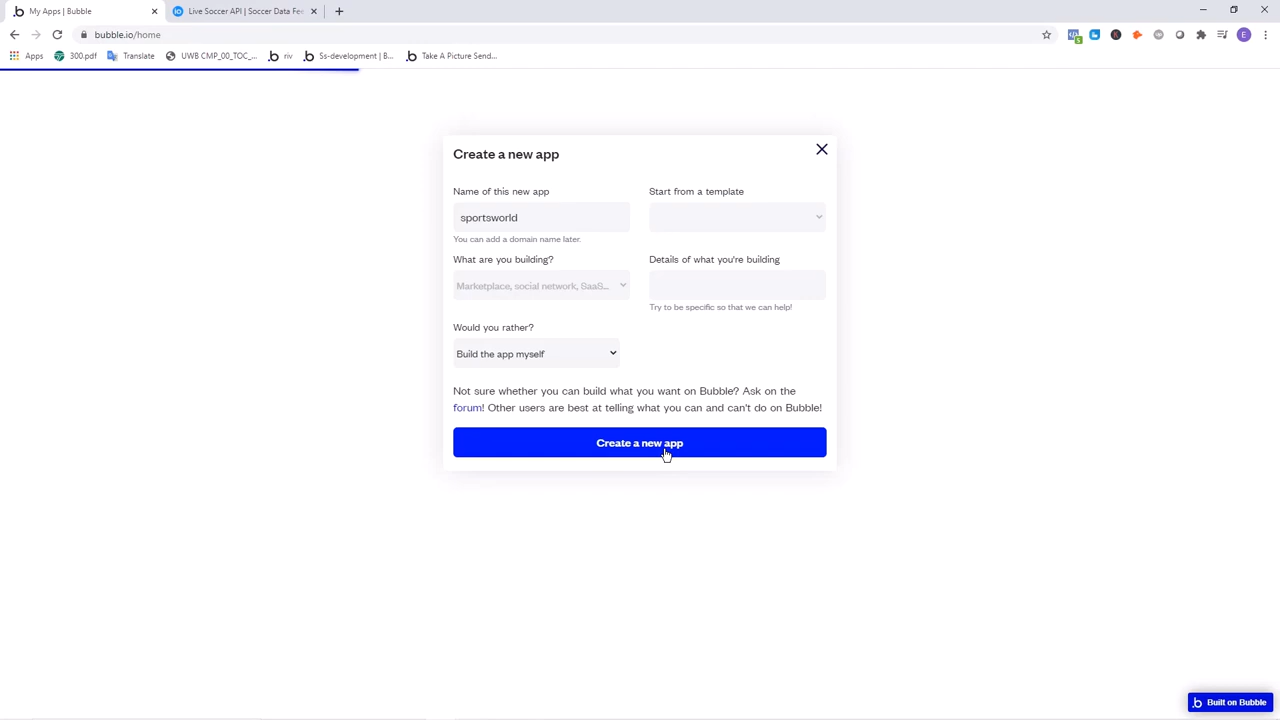 My Apps | Bubble
Live Soccer API | Soccer Data Fee
bubble.io/home
Apps
300.pdf
Translate
UWB CMP_00_TOC_...
riv
Ss-development | B...
Take A Picture Send...
Create a new app
Name of this new app
Start from a template
sportsworld
You can add a domain name later.
What are you building?
Details of what you're building
Marketplace, social network, SaaS...
Try to be specific so that we can help!
Would you rather?
Build the app myself
Not sure whether you can build what you want on Bubble? Ask on the
forum! Other users are best at telling what you can and can't do on Bubble!
Create a new app
Built on Bubble